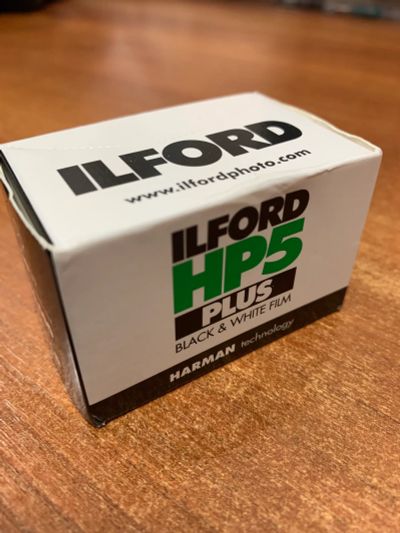 ILFORD
www.ilfordphoto.com
ILFORD
HP5
PLUS
BLACK & WHITE FILM
HARMAN technology